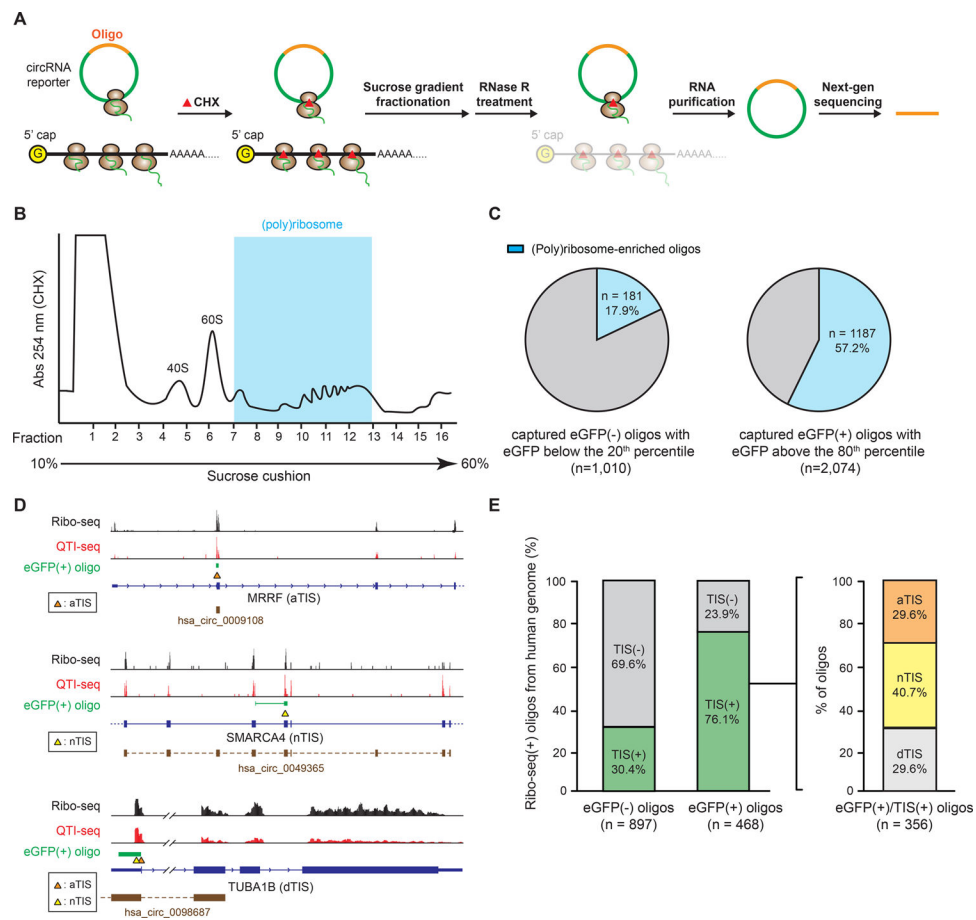 A
Oligo
circRNA
reporter
CHX
Sucrose gradient
fractionation
RNase R
treatment
RNA
purification
Next-gen
sequencing
5' cap
G
AAAAA....
5' cap
G
AAAAA....
5' cap
G
AAAAA....
B
(poly)ribosome
Abs 254 nm (CHX)
40S
60S
Fraction
1 2 3 4 5 6 7 8 9 10 11 12 13 14 15 16
10%
60%
Sucrose cushion
C
(Poly)ribosome-enriched oligos
n = 181
17.9%
n = 1187
57.2%
captured eGFP(-) oligos with
eGFP below the 20th percentile
(n=1,010)
captured eGFP(+) oligos with
eGFP above the 80th percentile
(n=2,074)
D
Ribo-seq
QTI-seq
eGFP(+) oligo
: aTIS
MRRF (aTIS)
hsa_circ_0009108
Ribo-seq
QTI-seq
eGFP(+) oligo
: nTIS
SMARCA4 (nTIS)
hsa_circ_0049365
Ribo-seq
QTI-seq
eGFP(+) oligo
: aTIS
: nTIS
TUBA1B (dTIS)
hsa_circ_0098687
E
Ribo-seq(+) oligos from human genome (%)
100
80
60
40
20
0
TIS(-)
69.6%
TIS(+)
30.4%
TIS(-)
23.9%
TIS(+)
76.1%
eGFP(-) oligos
(n = 897)
eGFP(+) oligos
(n = 468)
% of oligos
100
80
60
40
20
0
aTIS
29.6%
nTIS
40.7%
dTIS
29.6%
eGFP(+)/TIS(+) oligos
(n = 356)